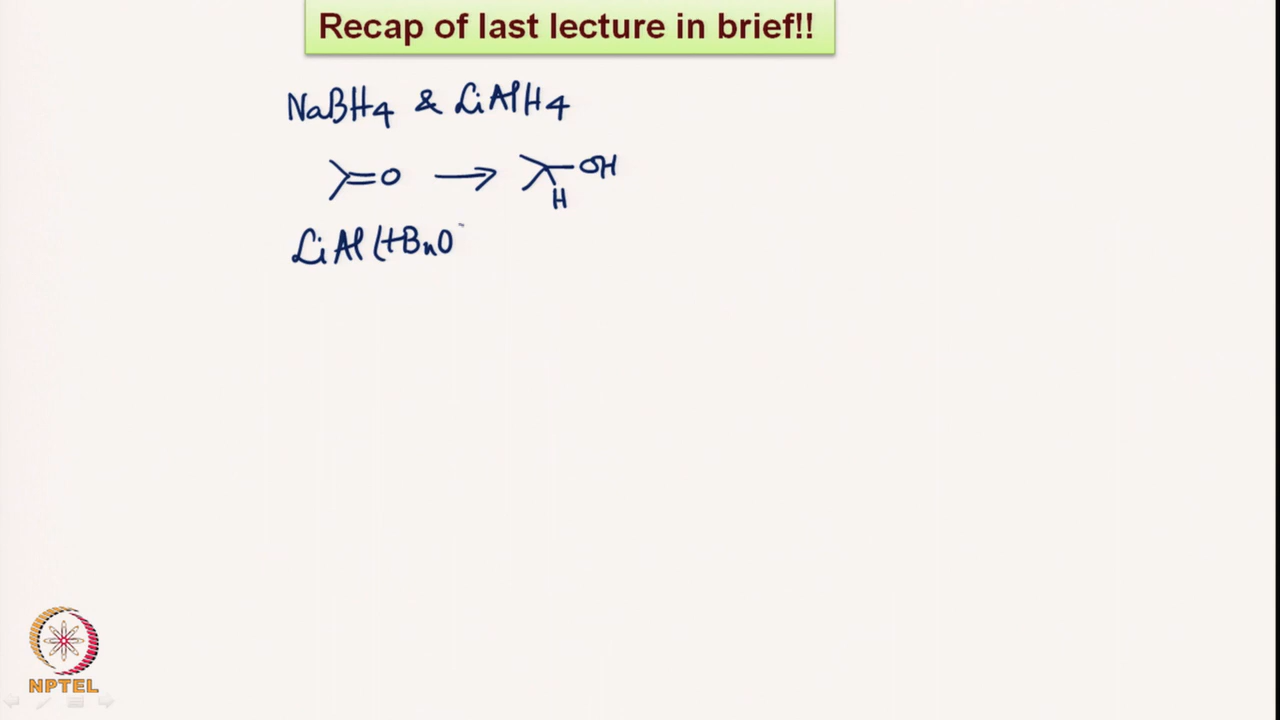 Recap of last lecture in brief!!
NaBH4 & LiAlH4
>=O → OH
H
LiAl(tBuO
NPTEL